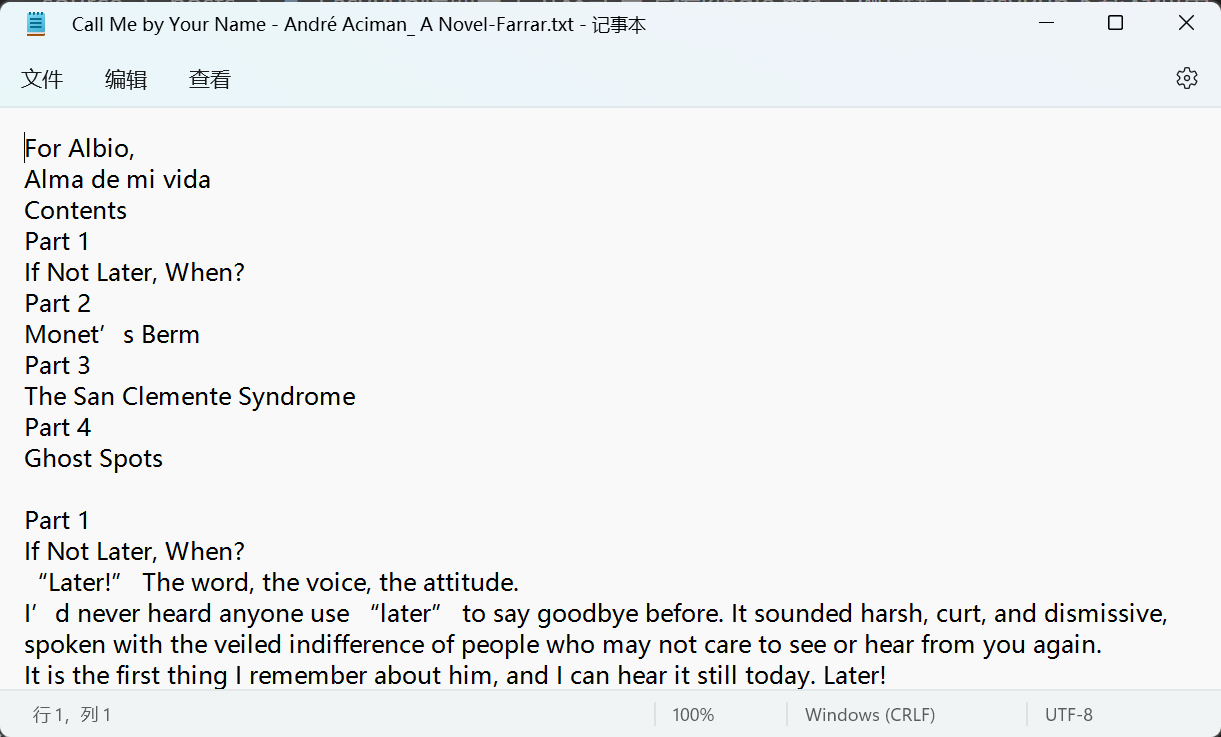 Call Me by Your Name - André Aciman_ A Novel-Farrar.txt - 记事本
文件 编辑 查看
For Albio,
Alma de mi vida
Contents
Part 1
If Not Later, When?
Part 2
Monet’s Berm
Part 3
The San Clemente Syndrome
Part 4
Ghost Spots
Part 1
If Not Later, When?
“Later!” The word, the voice, the attitude.
I’d never heard anyone use “later” to say goodbye before. It sounded harsh, curt, and dismissive,
spoken with the veiled indifference of people who may not care to see or hear from you again.
It is the first thing I remember about him, and I can hear it still today. Later!
行 1，列 1 100% Windows (CRLF) UTF-8